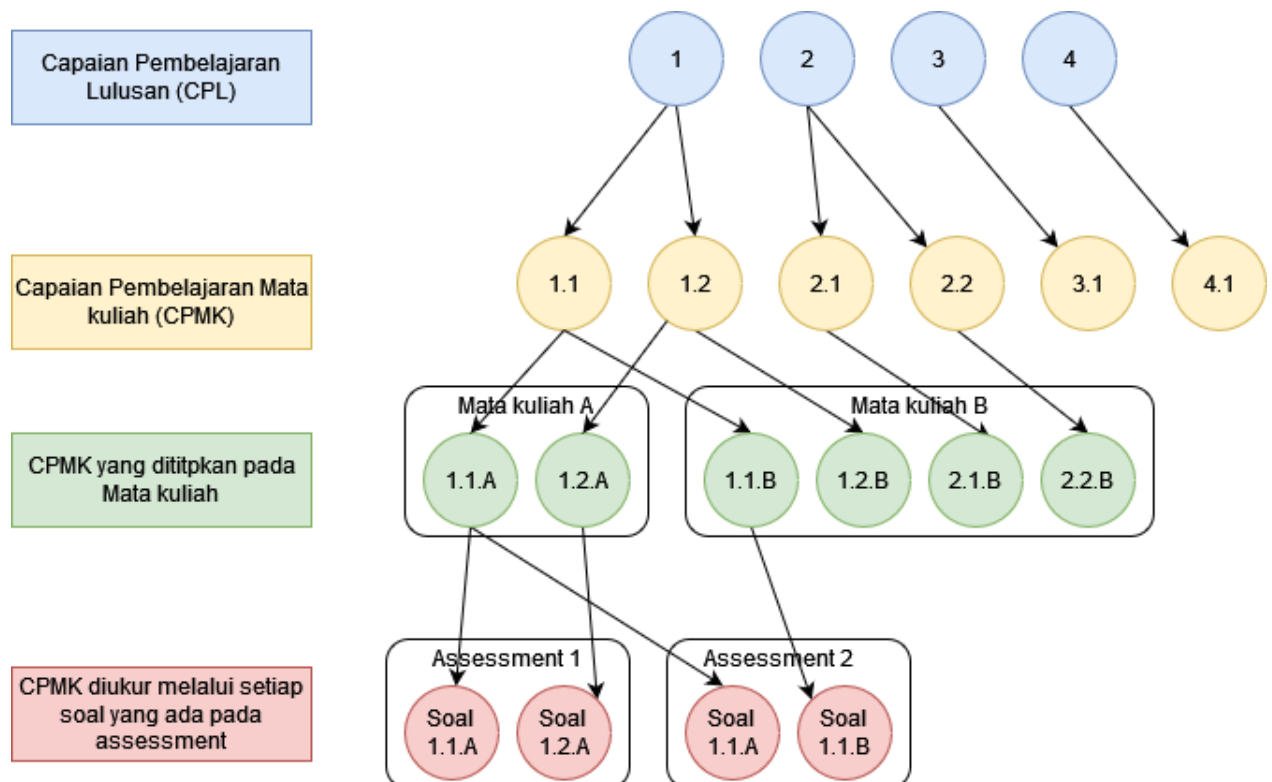 Capaian Pembelajaran
Lulusan (CPL)
1
2
3
4
Capaian Pembelajaran Mata
kuliah (CPMK)
1.1
1.2
2.1
2.2
3.1
4.1
CPMK yang dititpkan pada
Mata kuliah
Mata kuliah A
1.1.A
1.2.A
Mata kuliah B
1.1.B
1.2.B
2.1.B
2.2.B
CPMK diukur melalui setiap
soal yang ada pada
assessment
Assessment 1
Soal
1.1.A
Soal
1.2.A
Assessment 2
Soal
1.1.A
Soal
1.1.B